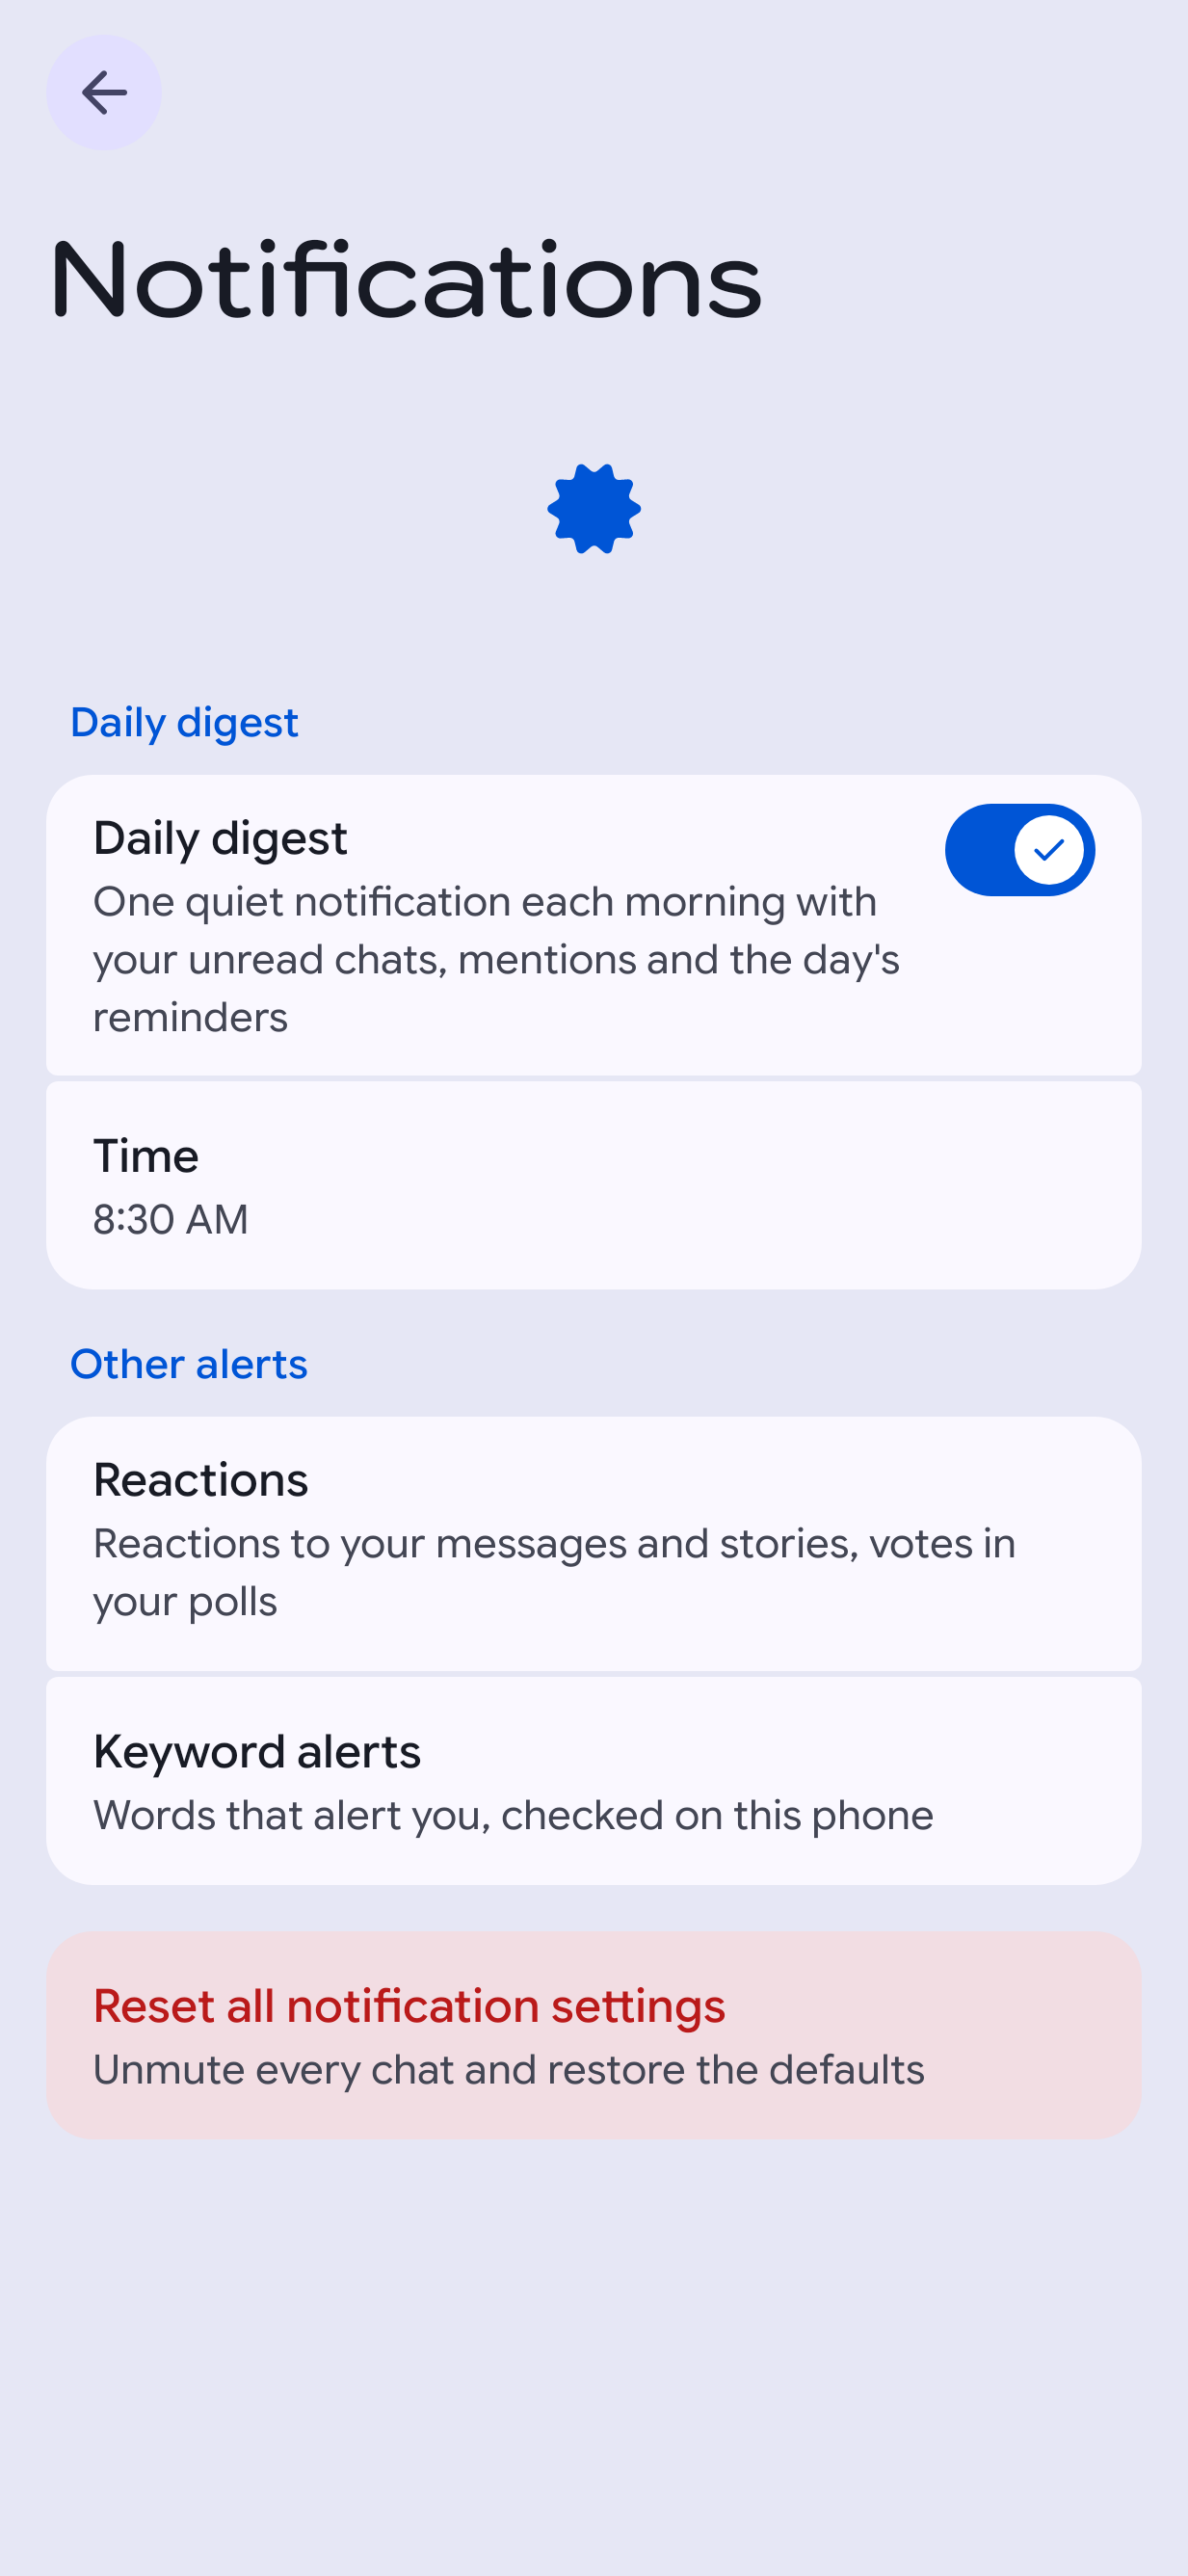 Notifications
Daily digest
Daily digest
One quiet notification each morning with
your unread chats, mentions and the day's
reminders
Time
8:30 AM
Other alerts
Reactions
Reactions to your messages and stories, votes in
your polls
Keyword alerts
Words that alert you, checked on this phone
Reset all notification settings
Unmute every chat and restore the defaults